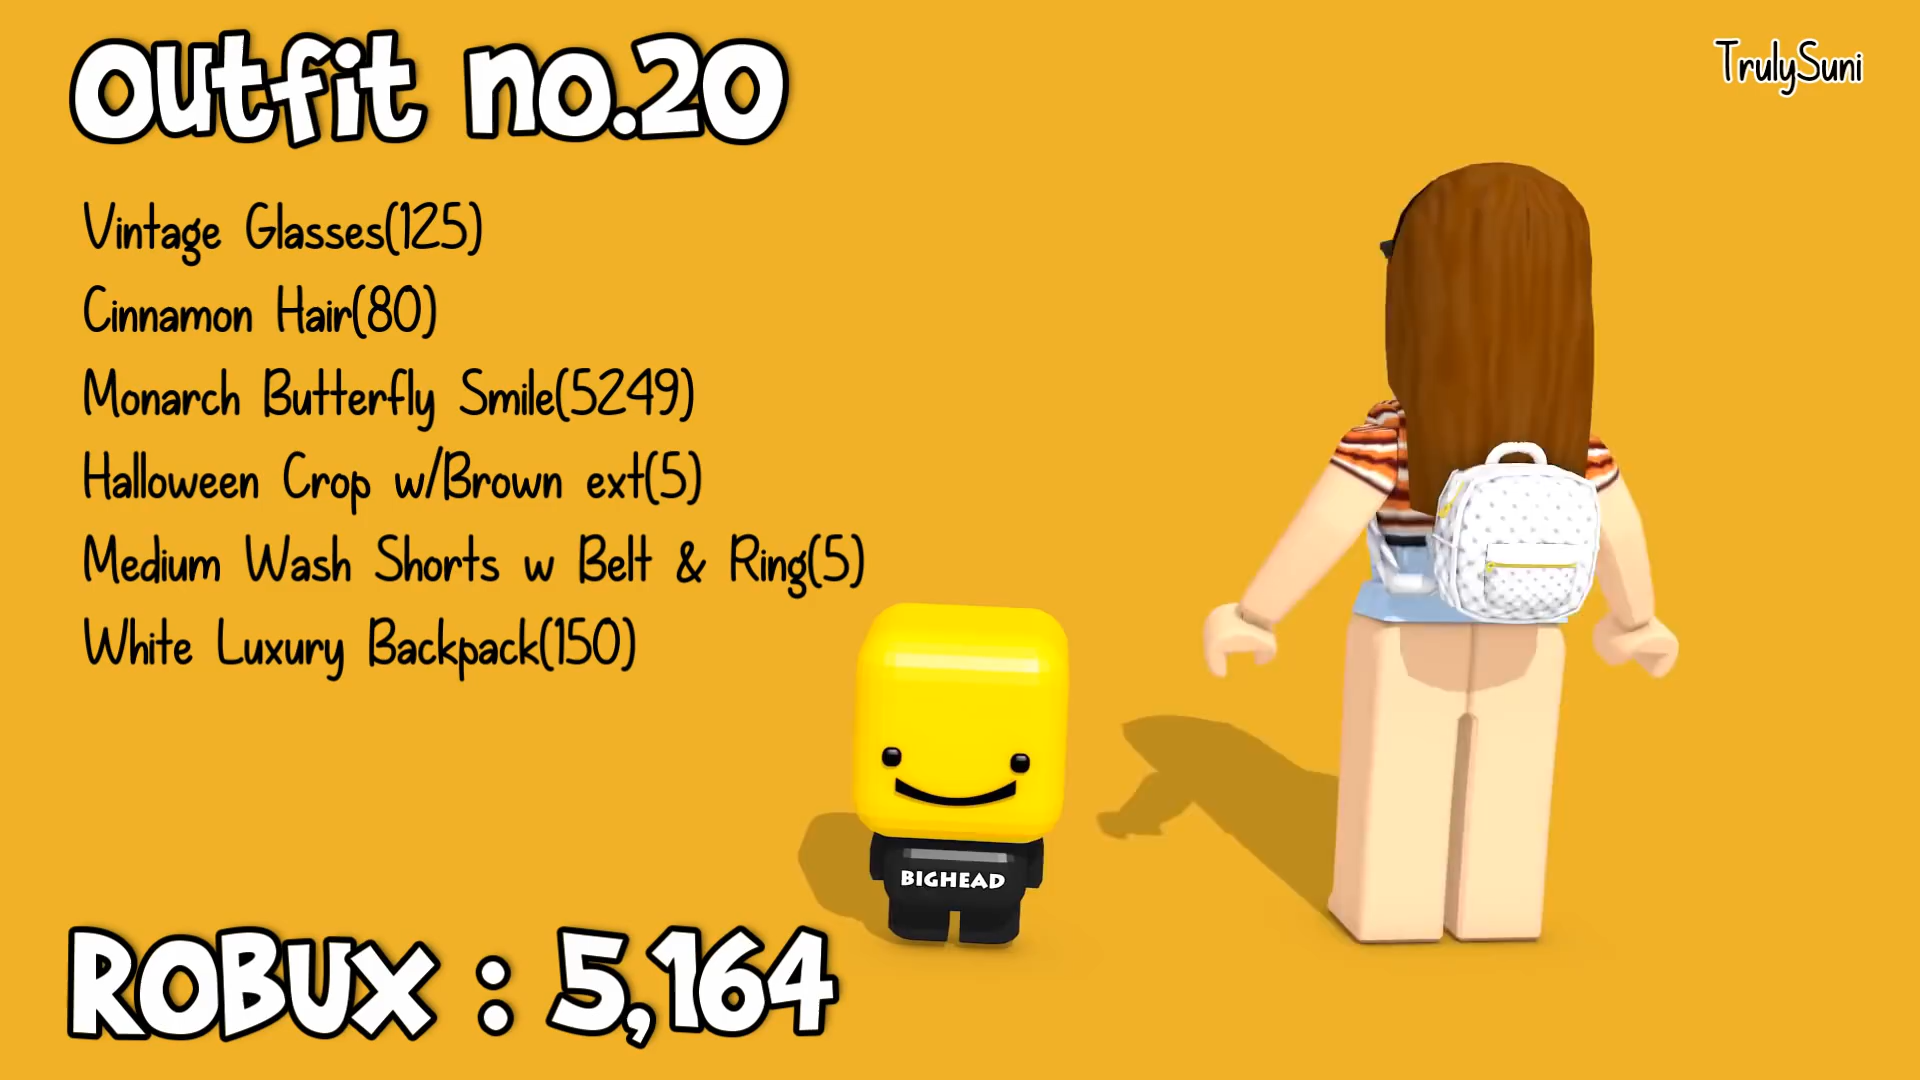 Outfit no.20
TrulySuni
Vintage Glasses(125)
Cinnamon Hair(80)
Monarch Butterfly Smile(5249)
Halloween Crop w/Brown ext(5)
Medium Wash Shorts w Belt & Ring(5)
White Luxury Backpack(150)
BIGHEAD
ROBUX : 5,164